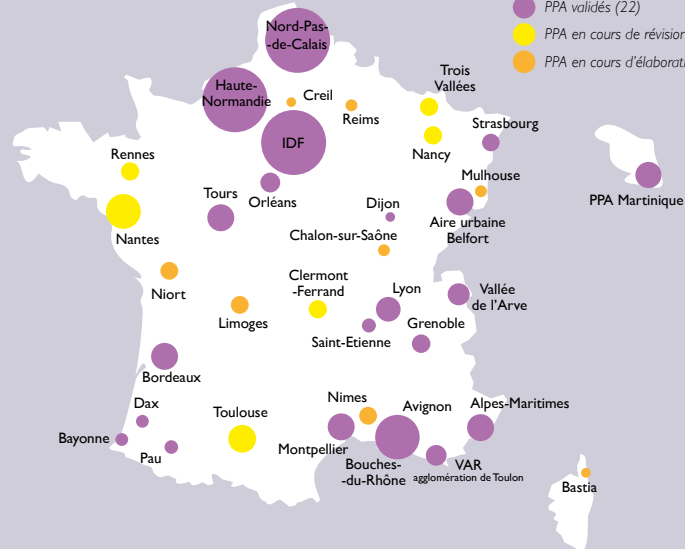 PPA validés (22)
PPA en cours de révision
PPA en cours d'élaborati
Nord-Pas-
-de-Calais
Haute-
Normandie
Creil
Reims
Trois
Vallées
IDF
Strasbourg
Nancy
Rennes
Mulhouse
PPA Martinique
Tours
Orléans
Dijon
Aire urbaine
Belfort
Nantes
Chalon-sur-Saône
Clermont
-Ferrand
Niort
Lyon
Vallée
de l'Arve
Limoges
Grenoble
Saint-Etienne
Bordeaux
Dax
Toulouse
Nimes
Avignon
Alpes-Maritimes
Bayonne
Pau
Montpellier
Bouches-
-du-Rhône
VAR
agglomération de Toulon
Bastia